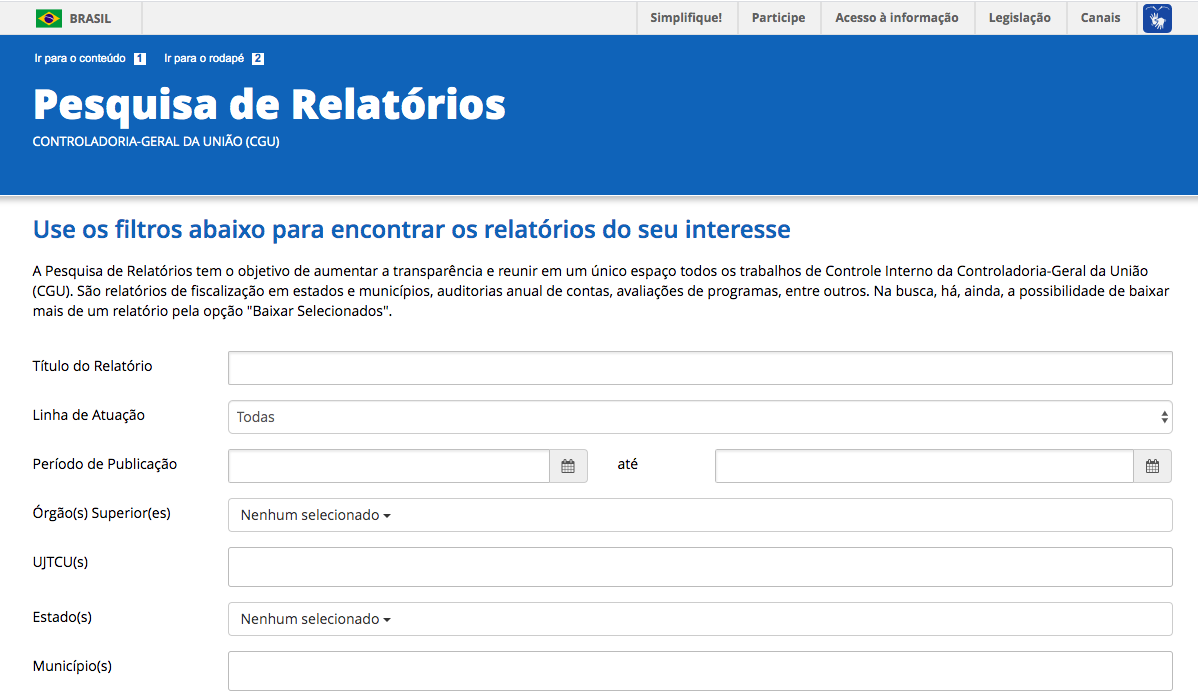 BRASIL
Simplifique!
Participe
Acesso à informação
Legislação
Canais
Ir para o conteúdo 1 Ir para o rodapé 2
Pesquisa de Relatórios
CONTROLADORIA-GERAL DA UNIÃO (CGU)
Use os filtros abaixo para encontrar os relatórios do seu interesse
A Pesquisa de Relatórios tem o objetivo de aumentar a transparência e reunir em um único espaço todos os trabalhos de Controle Interno da Controladoria-Geral da União
(CGU). São relatórios de fiscalização em estados e municípios, auditorias anual de contas, avaliações de programas, entre outros. Na busca, há, ainda, a possibilidade de baixar
mais de um relatório pela opção "Baixar Selecionados".
Título do Relatório
Linha de Atuação
Todas
Período de Publicação
até
Órgão(s) Superior(es)
Nenhum selecionado
UJTCU(s)
Estado(s)
Nenhum selecionado
Município(s)